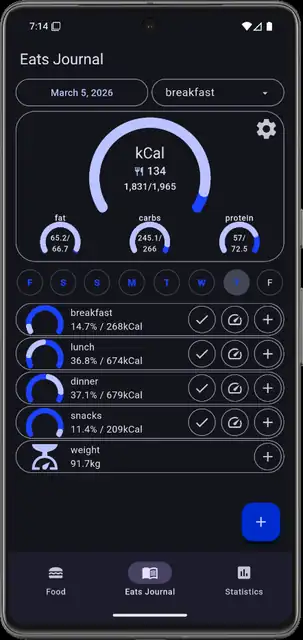 7:14
Eats Journal
March 5, 2026
breakfast
kCal
134
1,831/1,965
fat
65.2/
66.7
carbs
245.1/
266
protein
57/
72.5
F S S M T W F
breakfast
14.7% / 268kCal
lunch
36.8% / 674kCal
dinner
37.1% / 679kCal
snacks
11.4% / 209kCal
weight
91.7kg
Food
Eats Journal
Statistics